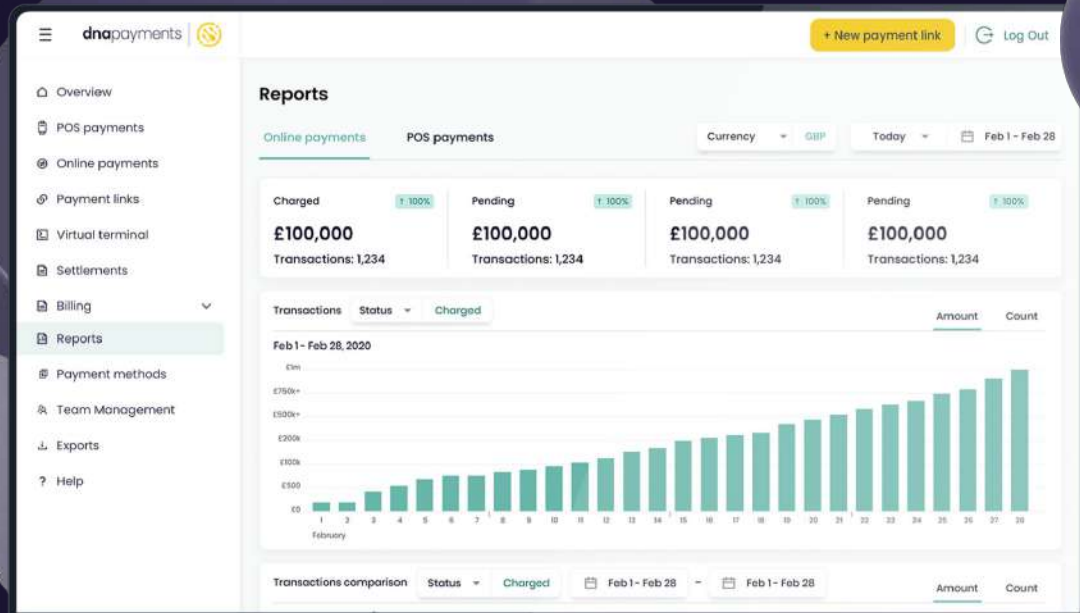 dnapayments
+ New payment link
Log Out
Overview
POS payments
Online payments
Payment links
Virtual terminal
Settlements
Billing
Reports
Payment methods
Team Management
Exports
? Help
Reports
Online payments POS payments
Currency GBP
Today Feb 1 - Feb 28
Charged ↑ 100%
£100,000
Transactions: 1,234
Pending ↑ 100%
£100,000
Transactions: 1,234
Pending ↑ 100%
£100,000
Transactions: 1,234
Pending ↑ 100%
£100,000
Transactions: 1,234
Transactions Status Charged
Amount Count
Feb 1 - Feb 28, 2020
£1m
£750k+
£500k+
£200k
£100k
£500
£0
1 2 3 4 5 6 7 8 9 10 11 12 13 14 15 16 17 18 19 20 21 22 23 24 25 26 27 28
February
Transactions comparison Status Charged Feb 1 - Feb 28 - Feb 1 - Feb 28
Amount Count